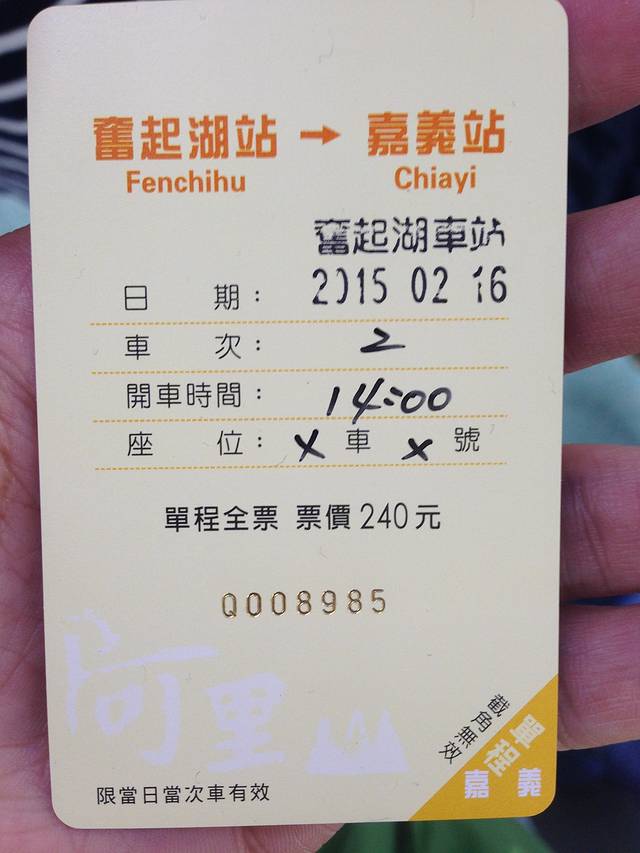 奮起湖站 → 嘉義站
Fenchihu Chiayi
奮起湖車站
日 期： 2015 02 16
車 次： 2
開車時間： 14:00
座 位： X 車 X 號
單程全票 票價240元
Q008985
阿里山
截角無效
單程
嘉義
限當日當次車有效